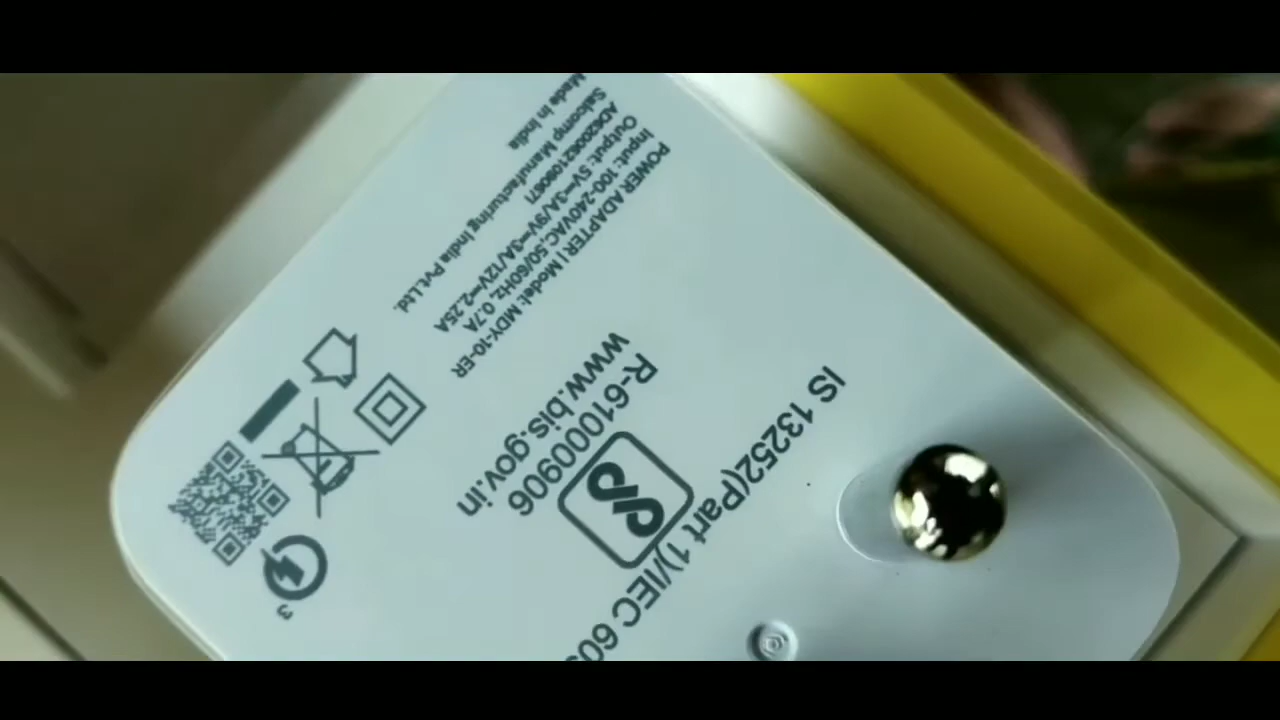 IS 13252(Part 1)/IEC 60
R-61000906
www.bis.gov.in
POWER ADAPTER | Model: MDY-10-ER
Input: 100-240VAC,50/60Hz, 0.7A
Output: 5V⎓3A/9V⎓3A/12V⎓2.25A
Salcomp Manufacturing India Pvt.Ltd.
Made in India
3